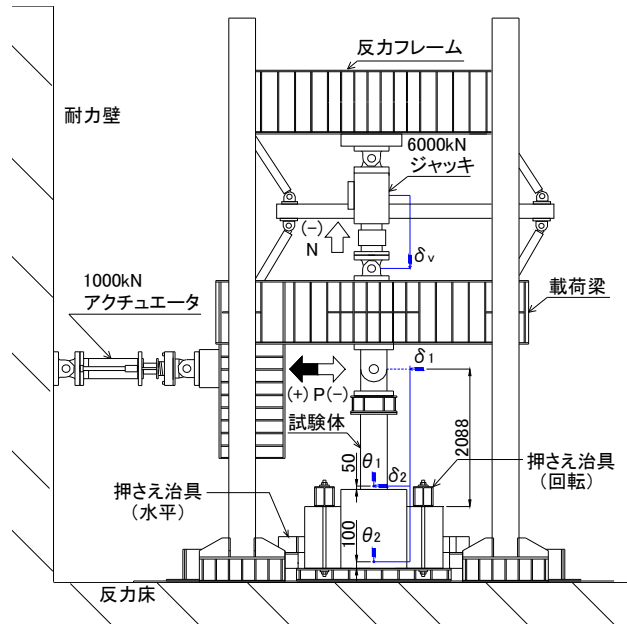 反力フレーム
耐力壁
6000kN
ジャッキ
(-)
N
δv
1000kN
アクチュエータ
載荷梁
δ1
(+) P(-)
2088
試験体
θ1
50
δ2
押さえ治具
(回転)
押さえ治具
(水平)
100
θ2
反力床